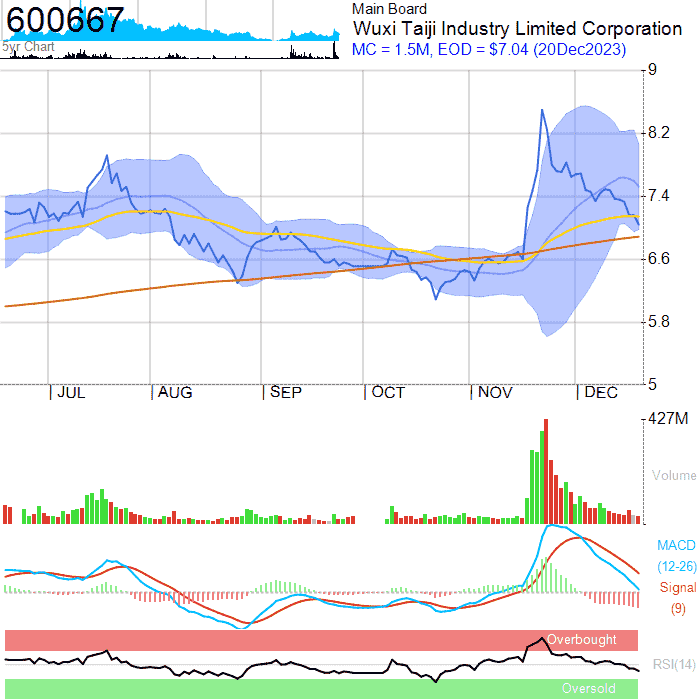 600667
Main Board
Wuxi Taiji Industry Limited Corporation
MC = 1.5M, EOD = $7.04 (20Dec2023)
5yr Chart
9
8.2
7.4
6.6
5.8
5
JUL AUG SEP OCT NOV DEC
427M
Volume
MACD
(12-26)
Signal
(9)
Overbought
RSI(14)
Oversold